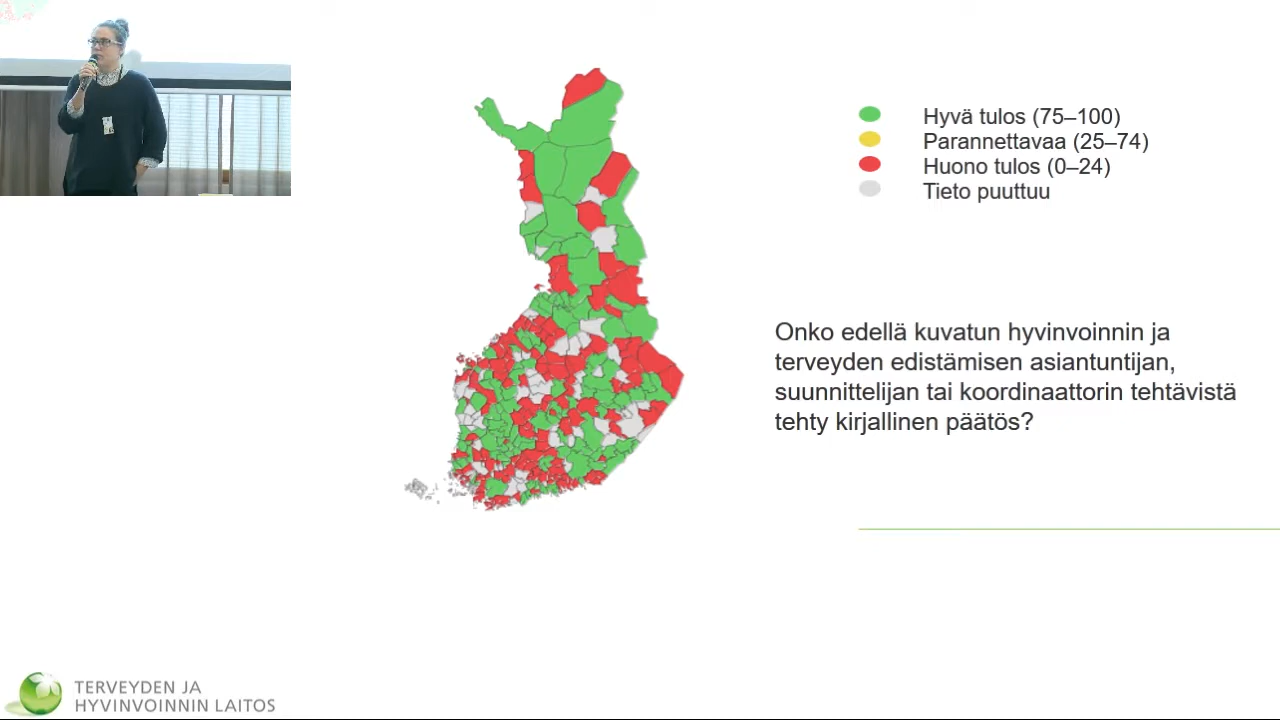 Hyvä tulos (75–100)
Parannettavaa (25–74)
Huono tulos (0–24)
Tieto puuttuu
Onko edellä kuvatun hyvinvoinnin ja
terveyden edistämisen asiantuntijan,
suunnittelijan tai koordinaattorin tehtävistä
tehty kirjallinen päätös?
TERVEYDEN JA
HYVINVOINNIN LAITOS